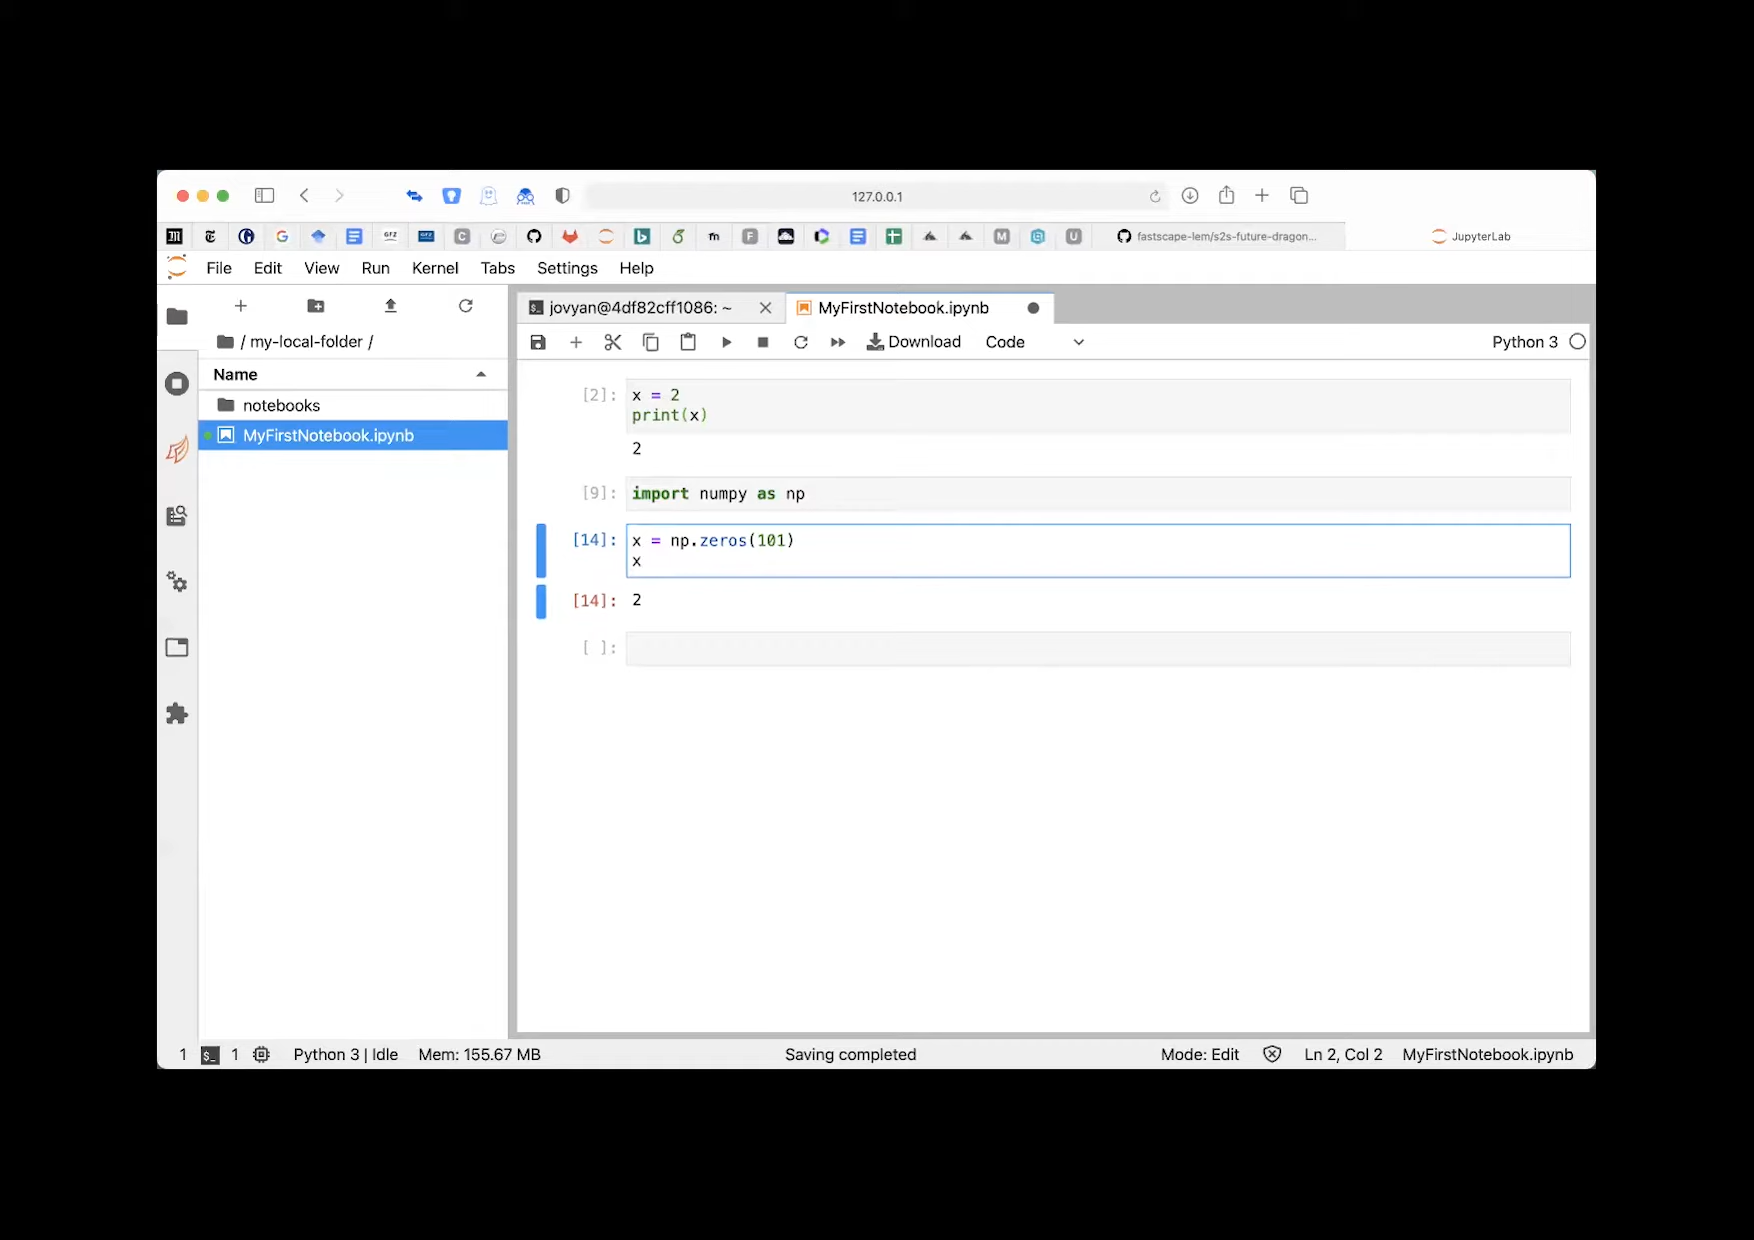 127.0.0.1
fastscape-lem/s2s-future-dragon...
JupyterLab
File Edit View Run Kernel Tabs Settings Help
jovyan@4df82cff1086: ~
MyFirstNotebook.ipynb
/ my-local-folder /
Download
Code
Python 3
Name
notebooks
MyFirstNotebook.ipynb
[2]: x = 2
print(x)
2
[9]: import numpy as np
[14]: x = np.zeros(101)
x
[14]: 2
[ ]:
1 $_ 1 Python 3 | Idle Mem: 155.67 MB Saving completed Mode: Edit Ln 2, Col 2 MyFirstNotebook.ipynb